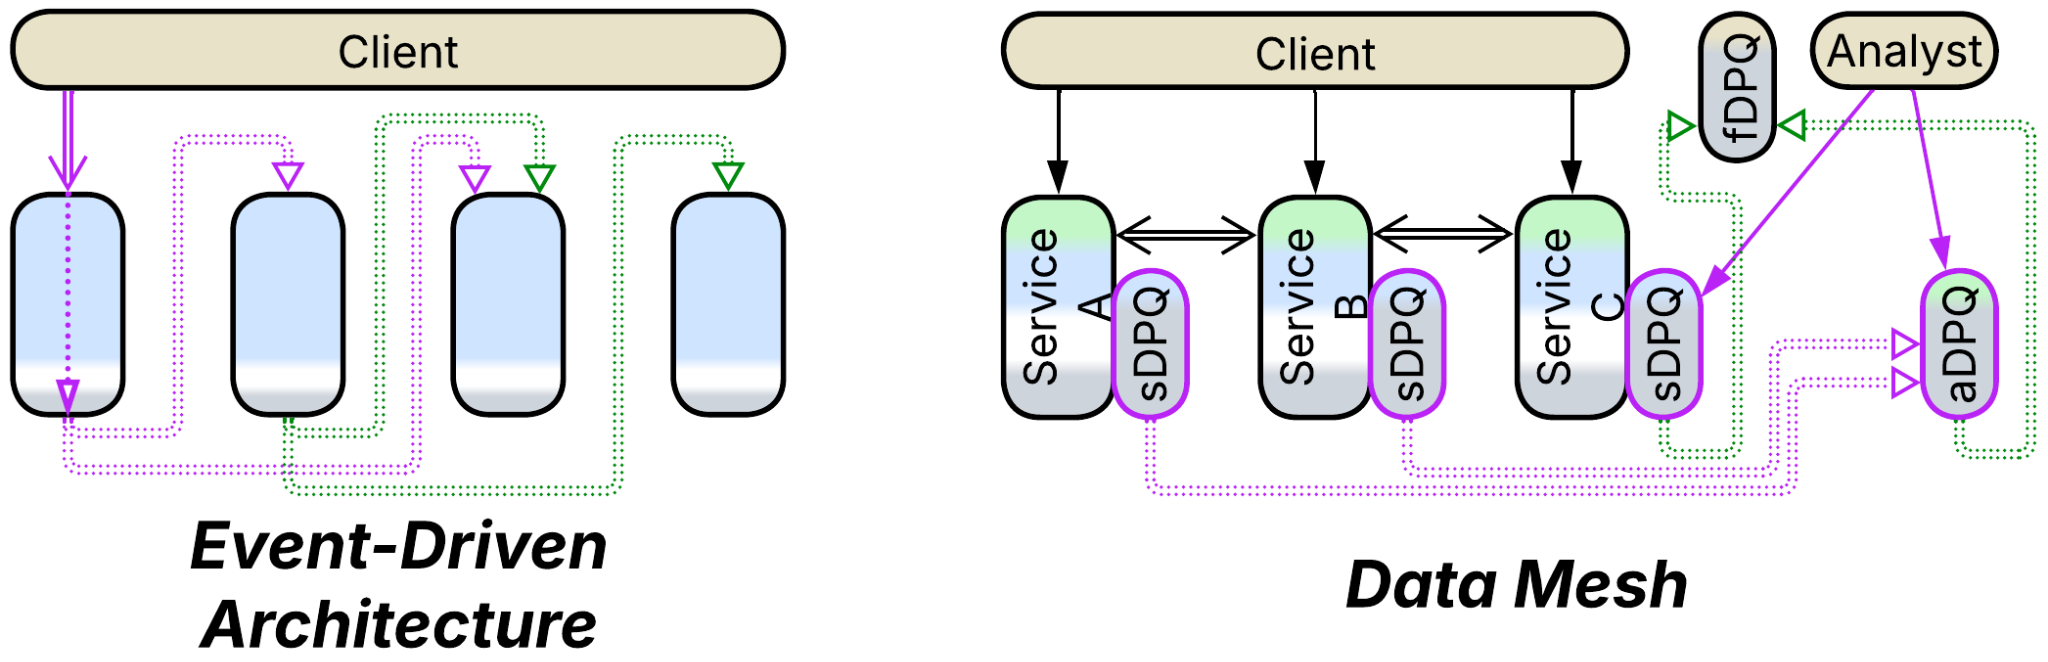 Client
Event-Driven
Architecture
Client
fDPQ
Analyst
Service
A
sDPQ
Service
B
sDPQ
Service
C
sDPQ
aDPQ
Data Mesh